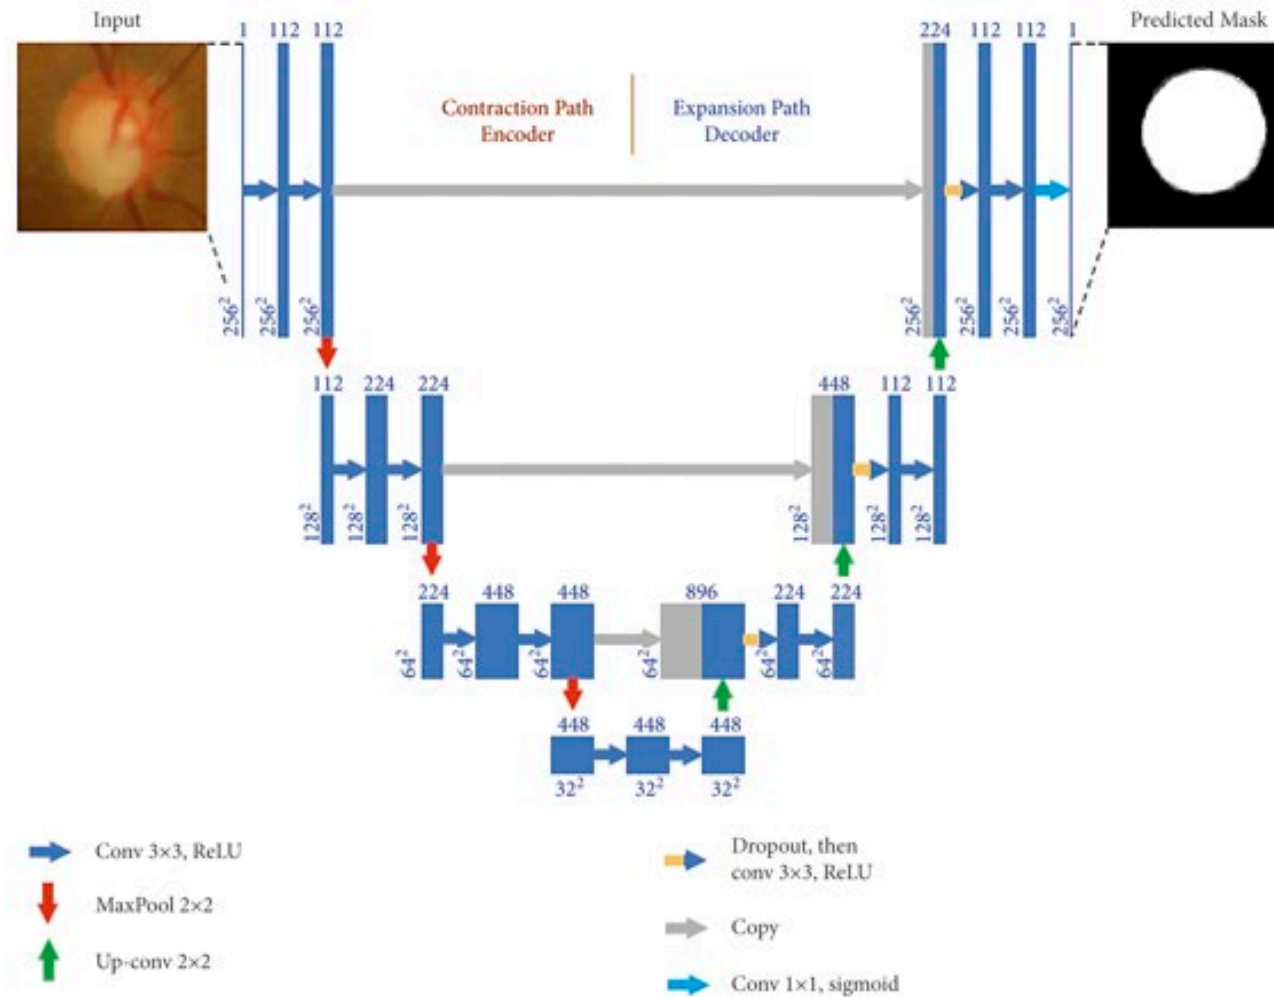 Input
Predicted Mask
1 112 112
224 112 112 1
Contraction Path
Encoder
Expansion Path
Decoder
256² 256² 256²
256² 256² 256² 256²
112 224 224
448 112 112
128² 128² 128²
128² 128² 128²
224 448 448
896 224 224
64² 64² 64²
64² 64² 64²
448 448 448
32² 32² 32²
Conv 3×3, ReLU
MaxPool 2×2
Up-conv 2×2
Dropout, then
conv 3×3, ReLU
Copy
Conv 1×1, sigmoid